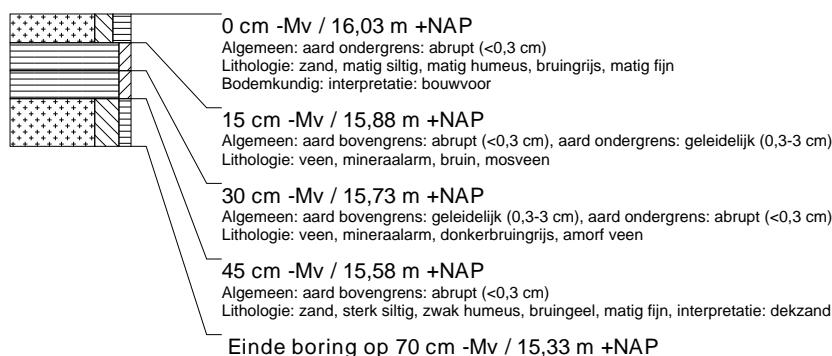 0 cm -Mv / 16,03 m +NAP
Algemeen: aard ondergrens: abrupt (<0,3 cm)
Lithologie: zand, matig siltig, matig humeus, bruingrijs, matig fijn
Bodemkundig: interpretatie: bouwvoor
15 cm -Mv / 15,88 m +NAP
Algemeen: aard bovengrens: abrupt (<0,3 cm), aard ondergrens: geleidelijk (0,3-3 cm)
Lithologie: veen, mineraalarm, bruin, mosveen
30 cm -Mv / 15,73 m +NAP
Algemeen: aard bovengrens: geleidelijk (0,3-3 cm), aard ondergrens: abrupt (<0,3 cm)
Lithologie: veen, mineraalarm, donkerbruingrijs, amorf veen
45 cm -Mv / 15,58 m +NAP
Algemeen: aard bovengrens: abrupt (<0,3 cm)
Lithologie: zand, sterk siltig, zwak humeus, bruingeel, matig fijn, interpretatie: dekzand
Einde boring op 70 cm -Mv / 15,33 m +NAP